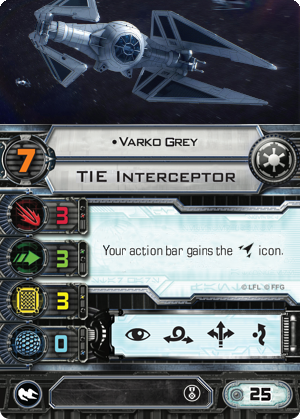 •Varko Grey
7
TIE Interceptor
3
Your action bar gains the icon.
3
© LFL © FFG
3
0
25